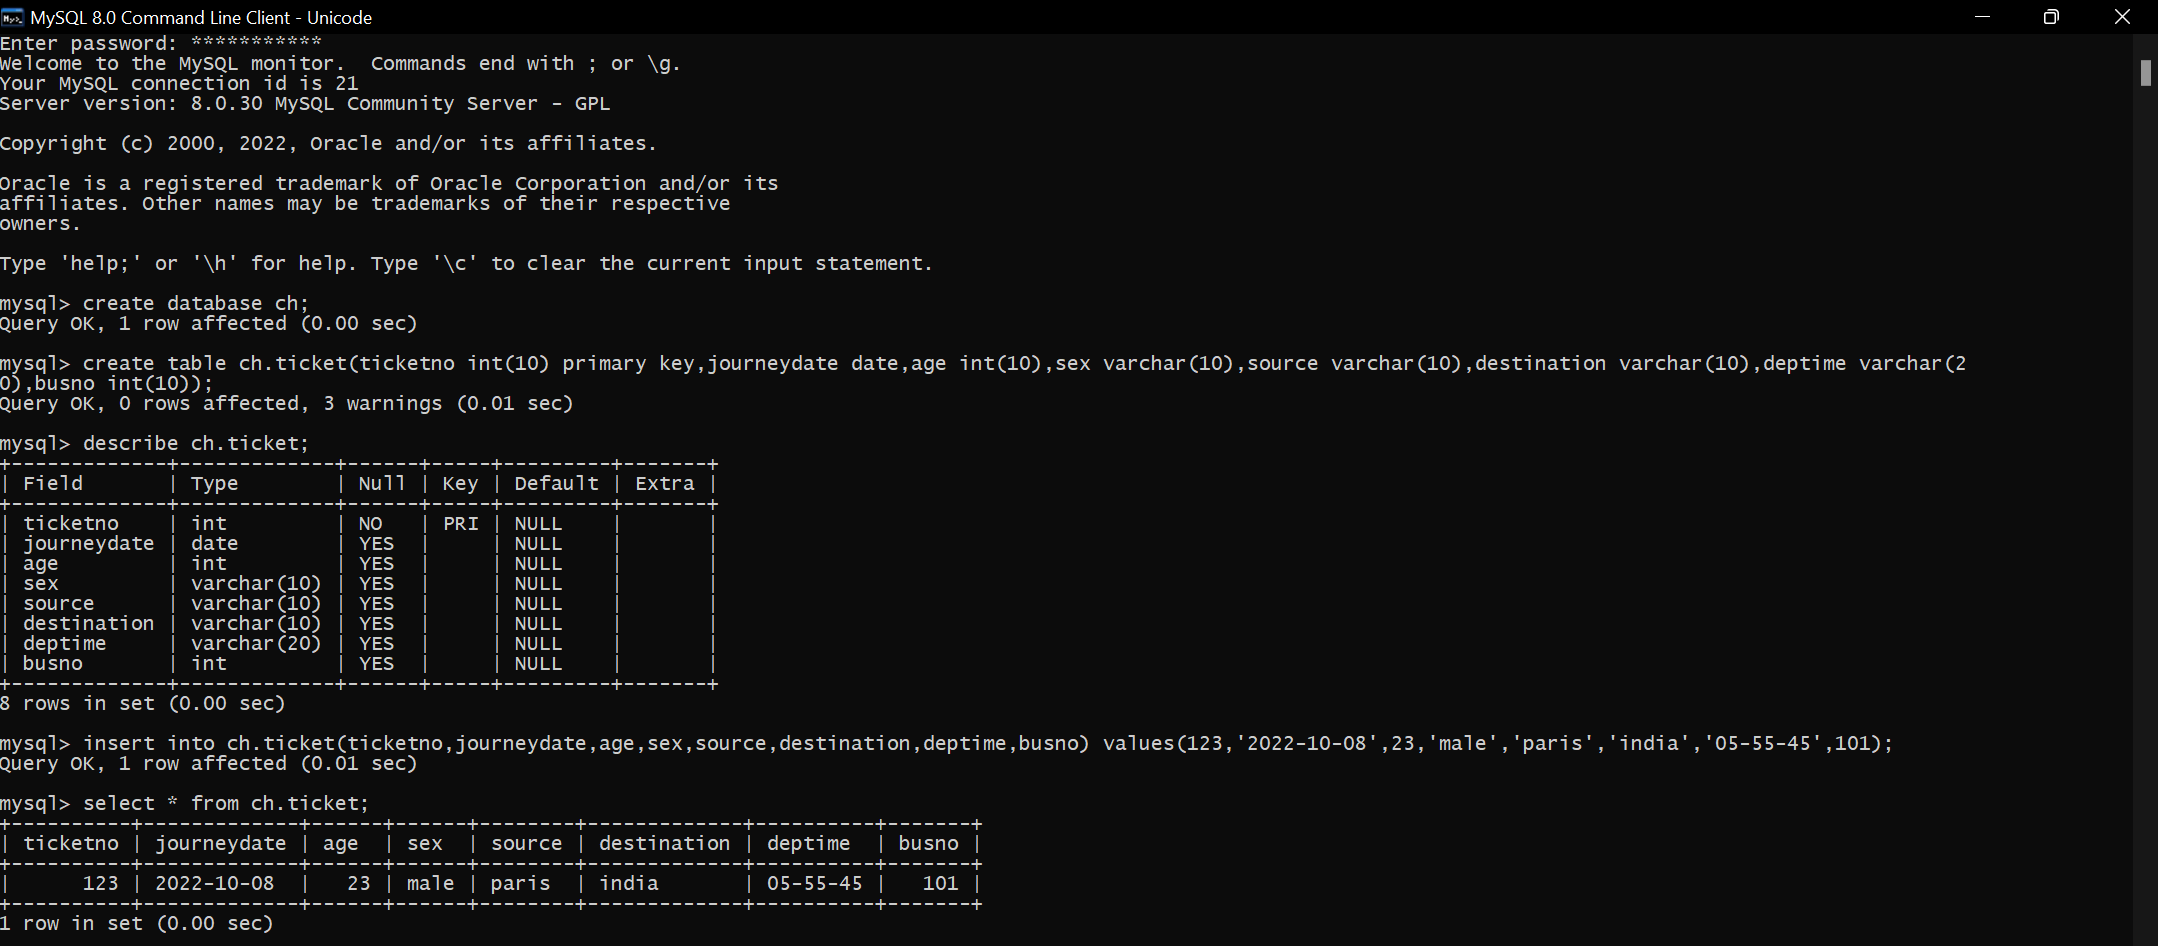 MySQL 8.0 Command Line Client - Unicode
Enter password: ***********
Welcome to the MySQL monitor.  Commands end with ; or \g.
Your MySQL connection id is 21
Server version: 8.0.30 MySQL Community Server - GPL
Copyright (c) 2000, 2022, Oracle and/or its affiliates.
Oracle is a registered trademark of Oracle Corporation and/or its
affiliates. Other names may be trademarks of their respective
owners.
Type 'help;' or '\h' for help. Type '\c' to clear the current input statement.
mysql> create database ch;
Query OK, 1 row affected (0.00 sec)
mysql> create table ch.ticket(ticketno int(10) primary key,journeydate date,age int(10),sex varchar(10),source varchar(10),destination varchar(10),deptime varchar(2
0),busno int(10));
Query OK, 0 rows affected, 3 warnings (0.01 sec)
mysql> describe ch.ticket;
+-------------+-------------+------+-----+---------+-------+
| Field       | Type        | Null | Key | Default | Extra |
+-------------+-------------+------+-----+---------+-------+
| ticketno    | int         | NO   | PRI | NULL    |       |
| journeydate | date        | YES  |     | NULL    |       |
| age         | int         | YES  |     | NULL    |       |
| sex         | varchar(10) | YES  |     | NULL    |       |
| source      | varchar(10) | YES  |     | NULL    |       |
| destination | varchar(10) | YES  |     | NULL    |       |
| deptime     | varchar(20) | YES  |     | NULL    |       |
| busno       | int         | YES  |     | NULL    |       |
+-------------+-------------+------+-----+---------+-------+
8 rows in set (0.00 sec)
mysql> insert into ch.ticket(ticketno,journeydate,age,sex,source,destination,deptime,busno) values(123,'2022-10-08',23,'male','paris','india','05-55-45',101);
Query OK, 1 row affected (0.01 sec)
mysql> select * from ch.ticket;
+----------+-------------+------+------+--------+-------------+----------+-------+
| ticketno | journeydate | age  | sex  | source | destination | deptime  | busno |
+----------+-------------+------+------+--------+-------------+----------+-------+
|      123 | 2022-10-08  |   23 | male | paris  | india       | 05-55-45 |   101 |
+----------+-------------+------+------+--------+-------------+----------+-------+
1 row in set (0.00 sec)